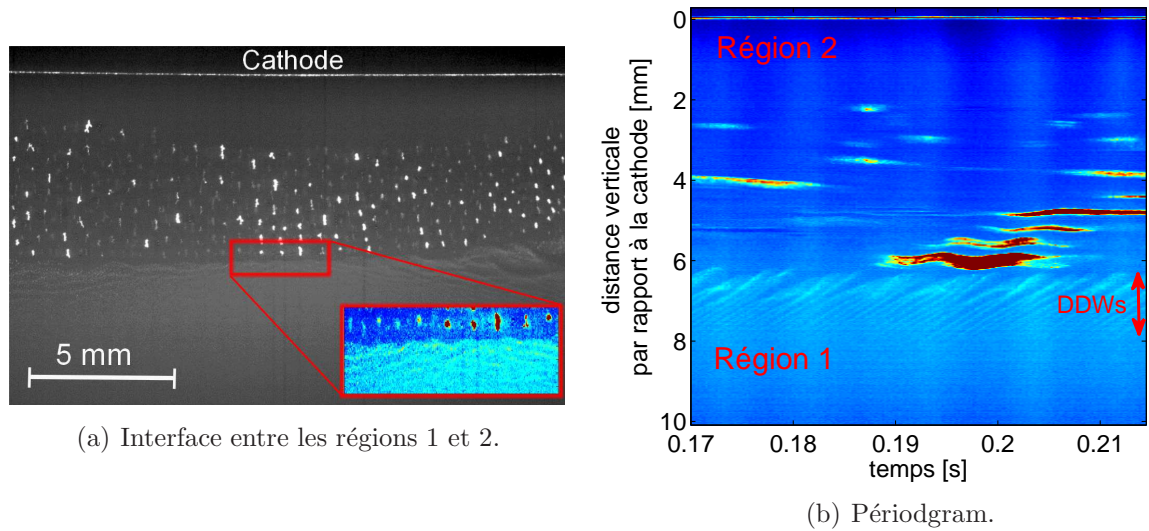 Cathode
5 mm
(a) Interface entre les régions 1 et 2.
0
2
4
6
8
10
distance verticale
par rapport à la cathode [mm]
Région 2
Région 1
DDWs
0.17
0.18
0.19
0.2
0.21
temps [s]
(b) Périodgram.